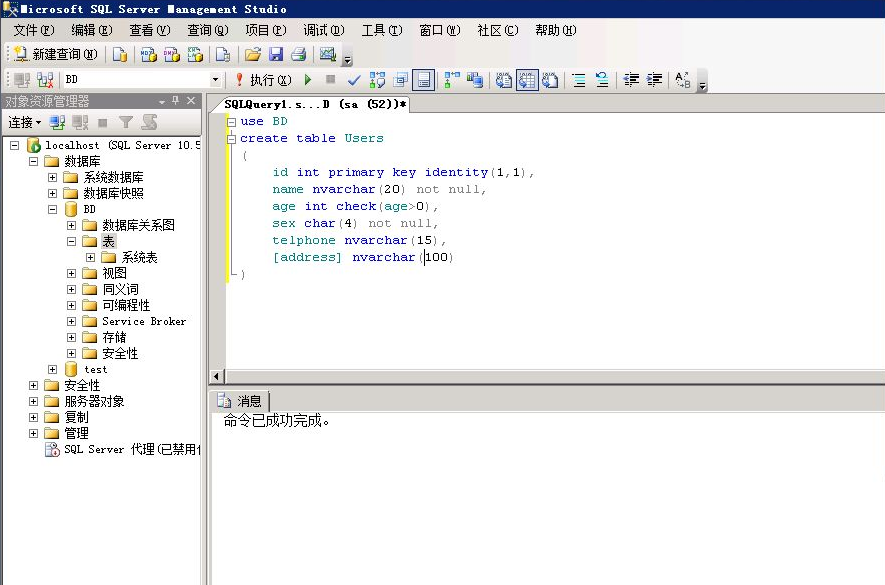 Microsoft SQL Server Management Studio
文件(F) 编辑(E) 查看(V) 查询(Q) 项目(P) 调试(D) 工具(T) 窗口(W) 社区(C) 帮助(H)
新建查询(N)
BD 执行(X)
对象资源管理器
连接
localhost (SQL Server 10.5
数据库
系统数据库
数据库快照
BD
数据库关系图
表
系统表
视图
同义词
可编程性
Service Broker
存储
安全性
test
安全性
服务器对象
复制
管理
SQL Server 代理(已禁用
SQLQuery1.s...D (sa (52))*
use BD
create table Users
(
id int primary key identity(1,1),
name nvarchar(20) not null,
age int check(age>0),
sex char(4) not null,
telphone nvarchar(15),
[address] nvarchar(100)
)
消息
命令已成功完成。